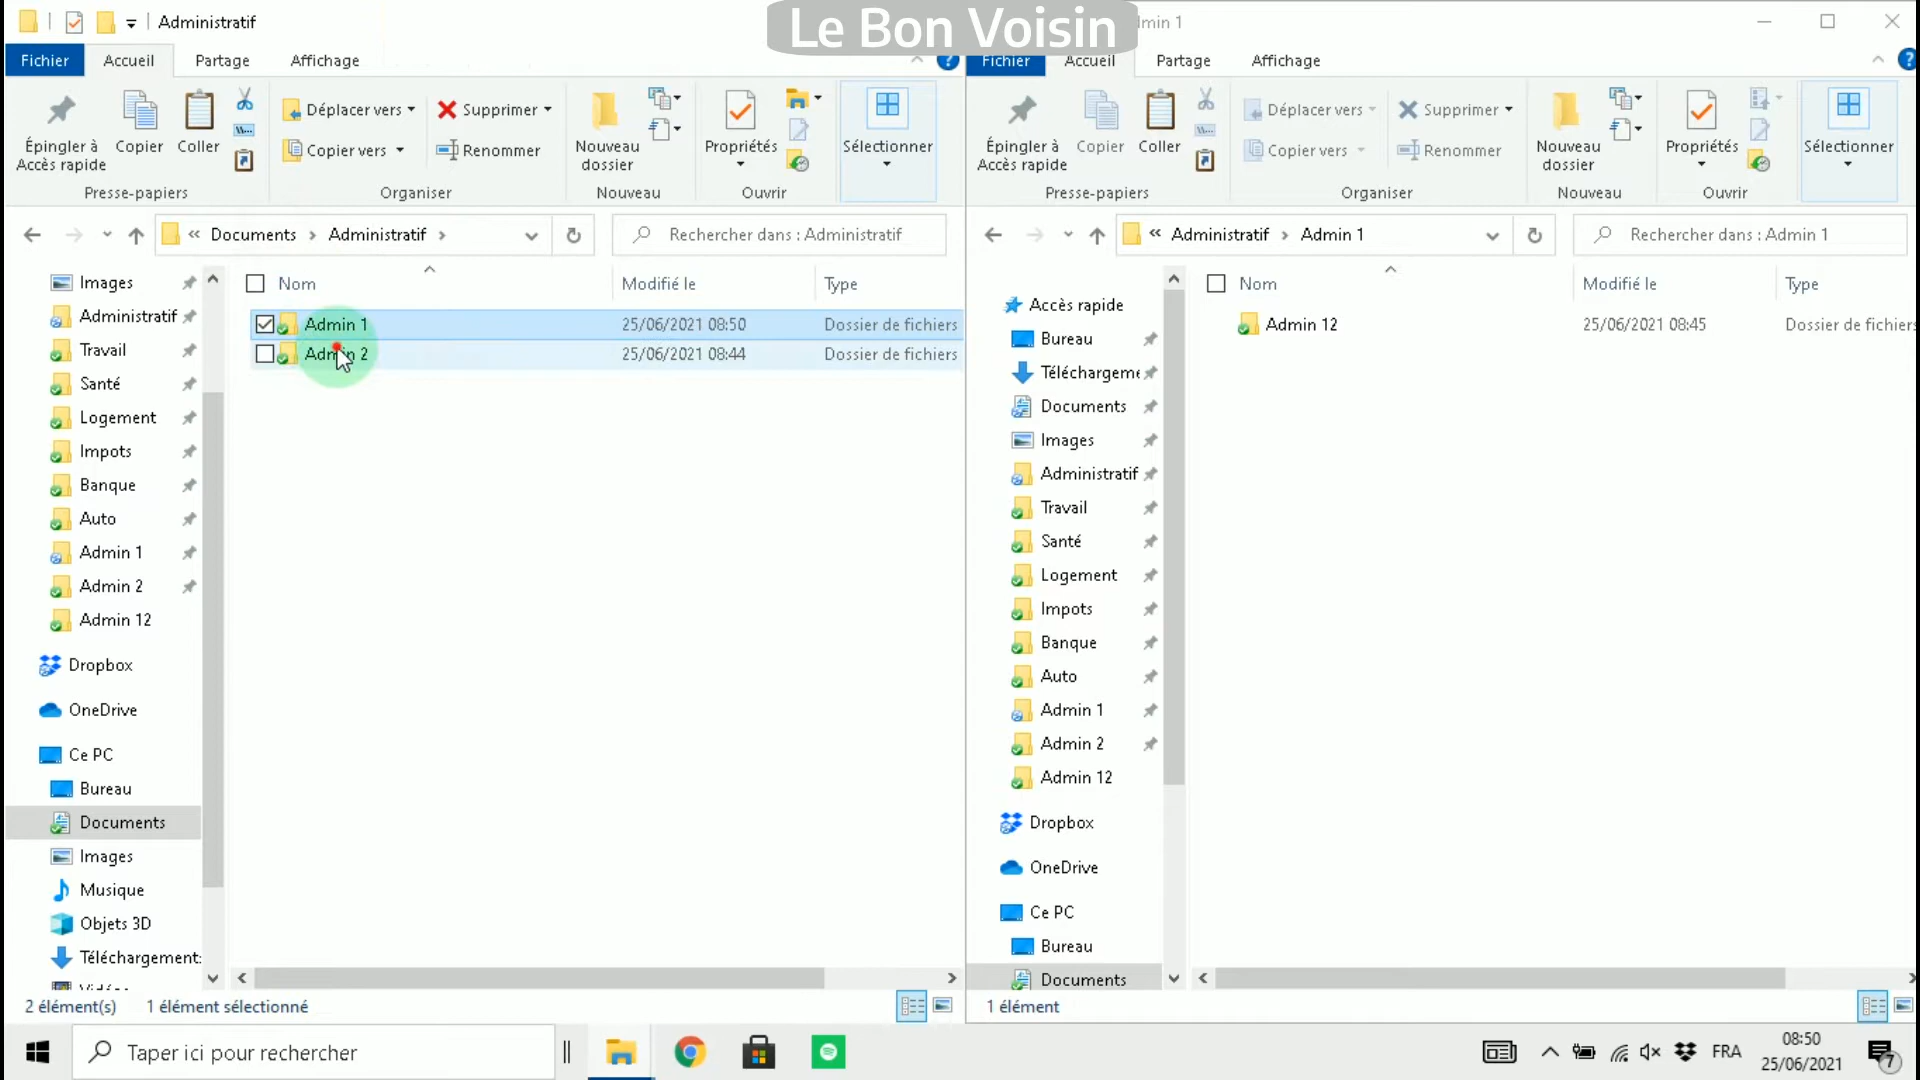 Le Bon Voisin
Administratif
Fichier
Accueil
Partage
Affichage
Épingler à
Accès rapide
Copier
Coller
Déplacer vers
Copier vers
Supprimer
Renommer
Nouveau
dossier
Propriétés
Sélectionner
Presse-papiers
Organiser
Nouveau
Ouvrir
« Documents › Administratif ›
Rechercher dans : Administratif
Nom
Modifié le
Type
Admin 1
25/06/2021 08:50
Dossier de fichiers
Admin 2
25/06/2021 08:44
Dossier de fichiers
Images
Administratif
Travail
Santé
Logement
Impots
Banque
Auto
Admin 1
Admin 2
Admin 12
Dropbox
OneDrive
Ce PC
Bureau
Documents
Images
Musique
Objets 3D
Téléchargement
2 élément(s)
1 élément sélectionné
Fichier
Accueil
Partage
Affichage
Épingler à
Accès rapide
Copier
Coller
Déplacer vers
Copier vers
Supprimer
Renommer
Nouveau
dossier
Propriétés
Sélectionner
Presse-papiers
Organiser
Nouveau
Ouvrir
« Administratif › Admin 1
Rechercher dans : Admin 1
Nom
Modifié le
Type
Admin 12
25/06/2021 08:45
Dossier de fichiers
Accès rapide
Bureau
Téléchargeme
Documents
Images
Administratif
Travail
Santé
Logement
Impots
Banque
Auto
Admin 1
Admin 2
Admin 12
Dropbox
OneDrive
Ce PC
Bureau
Documents
1 élément
Taper ici pour rechercher
FRA
08:50
25/06/2021
7